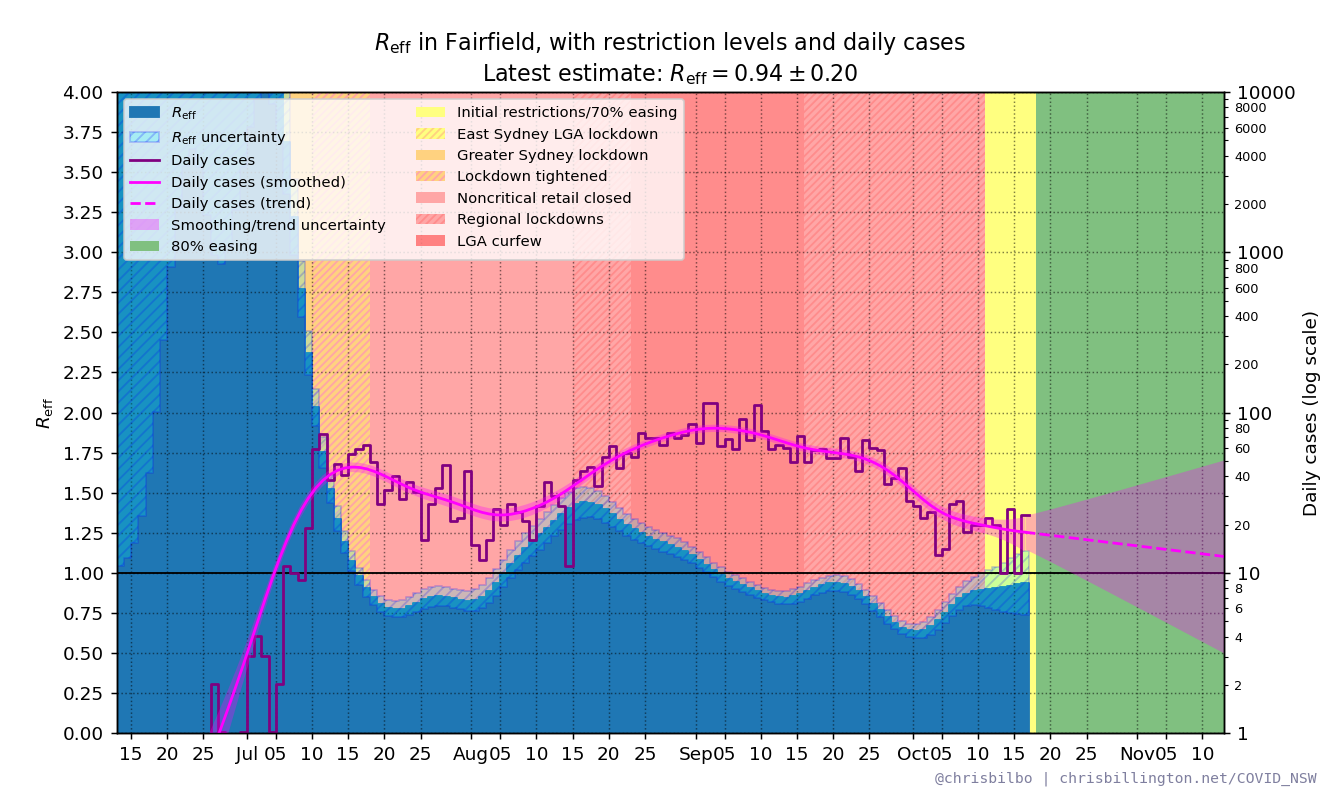 Reff in Fairfield, with restriction levels and daily cases
Latest estimate: Reff = 0.94 ± 0.20
4.00
3.75
3.50
3.25
3.00
2.75
2.50
2.25
2.00
1.75
1.50
1.25
1.00
0.75
0.50
0.25
0.00
Reff
Reff
Reff uncertainty
Daily cases
Daily cases (smoothed)
Daily cases (trend)
Smoothing/trend uncertainty
80% easing
Initial restrictions/70% easing
East Sydney LGA lockdown
Greater Sydney lockdown
Lockdown tightened
Noncritical retail closed
Regional lockdowns
LGA curfew
10000
8000
6000
4000
2000
1000
800
600
400
200
100
80
60
40
20
10
8
6
4
2
1
Daily cases (log scale)
15 20 25 Jul 05 10 15 20 25 Aug 05 10 15 20 25 Sep 05 10 15 20 25 Oct 05 10 15 20 25 Nov 05 10
@chrisbilbo | chrisbillington.net/COVID_NSW